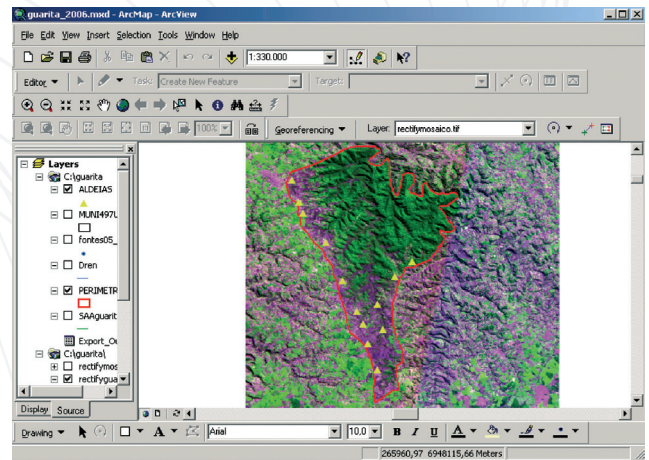 guarita_2006.mxd - ArcMap - ArcView
File Edit View Insert Selection Tools Window Help
1:330.000
Editor Task: Create New Feature Target:
100% Georeferencing Layer: rectifymosaico.tif
Layers
C:\guarita
ALDEIAS
MUNI497U
fontes05_
Dren
PERIMETR
SAAguarit
Export_Ou
C:\guarita\
rectifymos
rectifygua
Display Source
Drawing A Arial 10,0 B I U A
265960,97 6948115,66 Meters